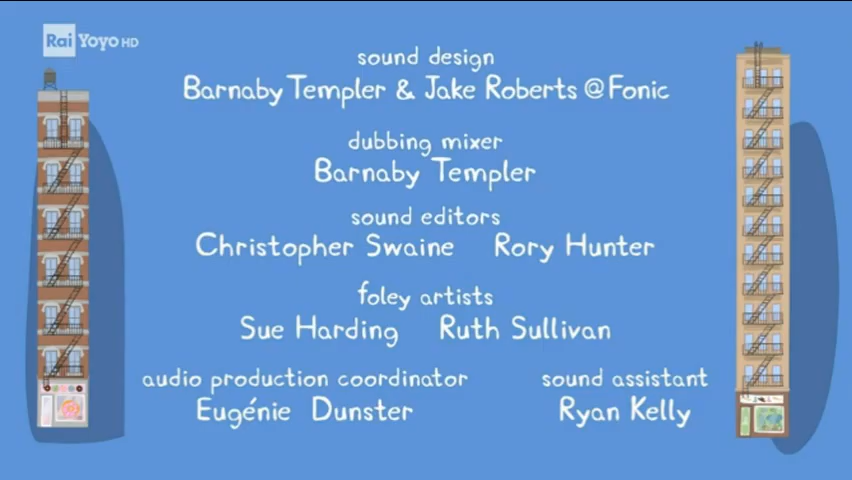 Rai Yoyo HD
sound design
Barnaby Templer & Jake Roberts @ Fonic
dubbing mixer
Barnaby Templer
sound editors
Christopher Swaine Rory Hunter
foley artists
Sue Harding Ruth Sullivan
audio production coordinator sound assistant
Eugénie Dunster Ryan Kelly